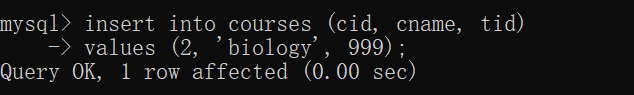 mysql> insert into courses (cid, cname, tid)
    -> values (2, 'biology', 999);
Query OK, 1 row affected (0.00 sec)